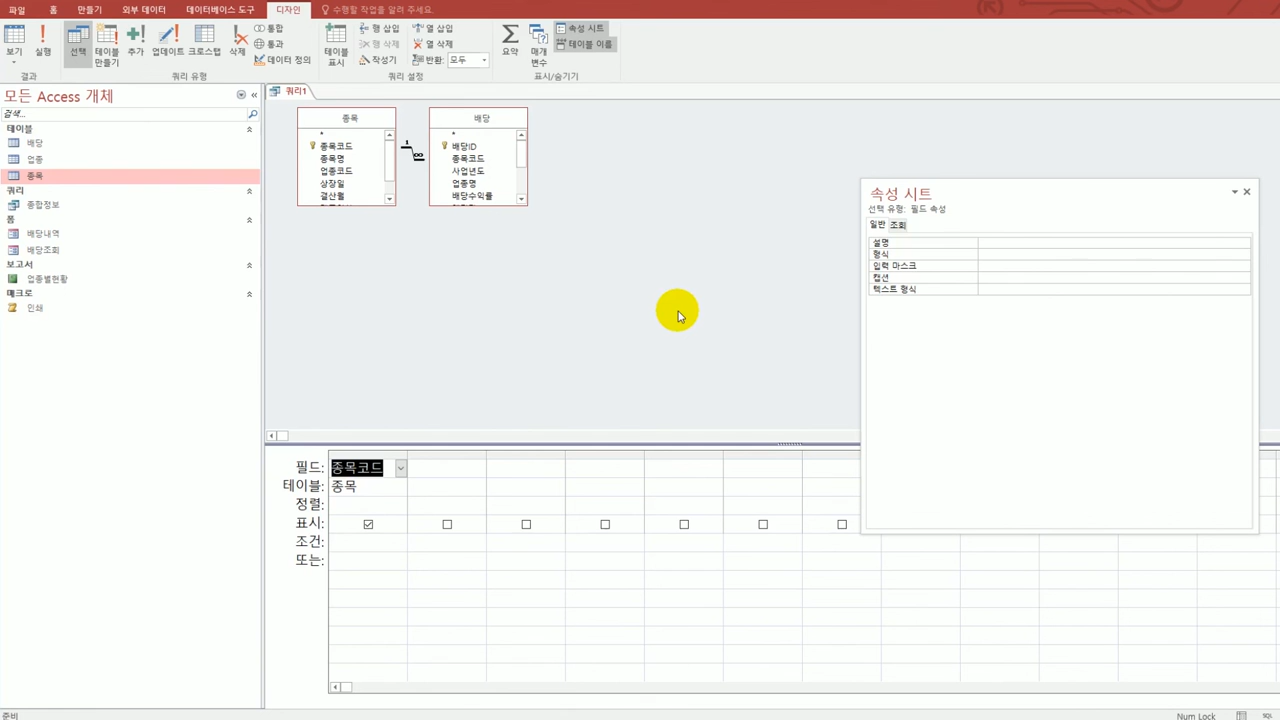 파일 홈 만들기 외부 데이터 데이터베이스 도구 디자인 수행할 작업을 알려 주세요.
보기 실행 선택 테이블 만들기 추가 업데이트 크로스탭 삭제
통합
통과
데이터 정의
테이블 표시
행 삽입
행 삭제
작성기
열 삽입
열 삭제
반환: 모두
요약 매개 변수
속성 시트
테이블 이름
결과 쿼리 유형 쿼리 설정 표시/숨기기
모든 Access 개체
검색...
테이블
배당
업종
종목
쿼리
종합정보
폼
배당내역
배당조회
보고서
업종별현황
매크로
인쇄
쿼리1
종목
*
종목코드
종목명
업종코드
상장일
결산월
1 ∞
배당
*
배당ID
종목코드
사업년도
업종명
배당수익률
속성 시트
선택 유형: 필드 속성
일반 조회
설명
형식
입력 마스크
캡션
텍스트 형식
필드: 종목코드
테이블: 종목
정렬:
표시:
조건:
또는:
준비
Num Lock
SQL